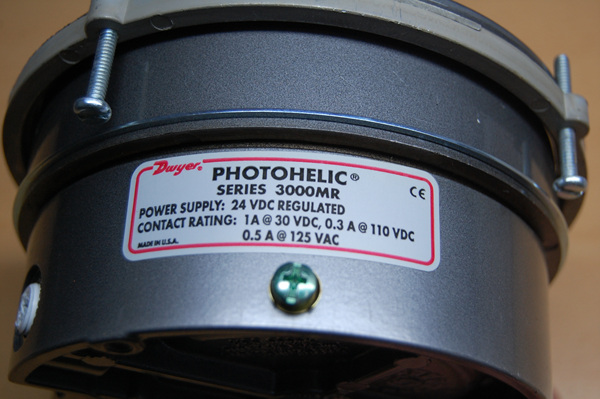 Dwyer® PHOTOHELIC®
SERIES 3000MR
CE
POWER SUPPLY: 24 VDC REGULATED
CONTACT RATING: 1A @ 30 VDC, 0.3 A @ 110 VDC
0.5 A @ 125 VAC
MADE IN U.S.A.